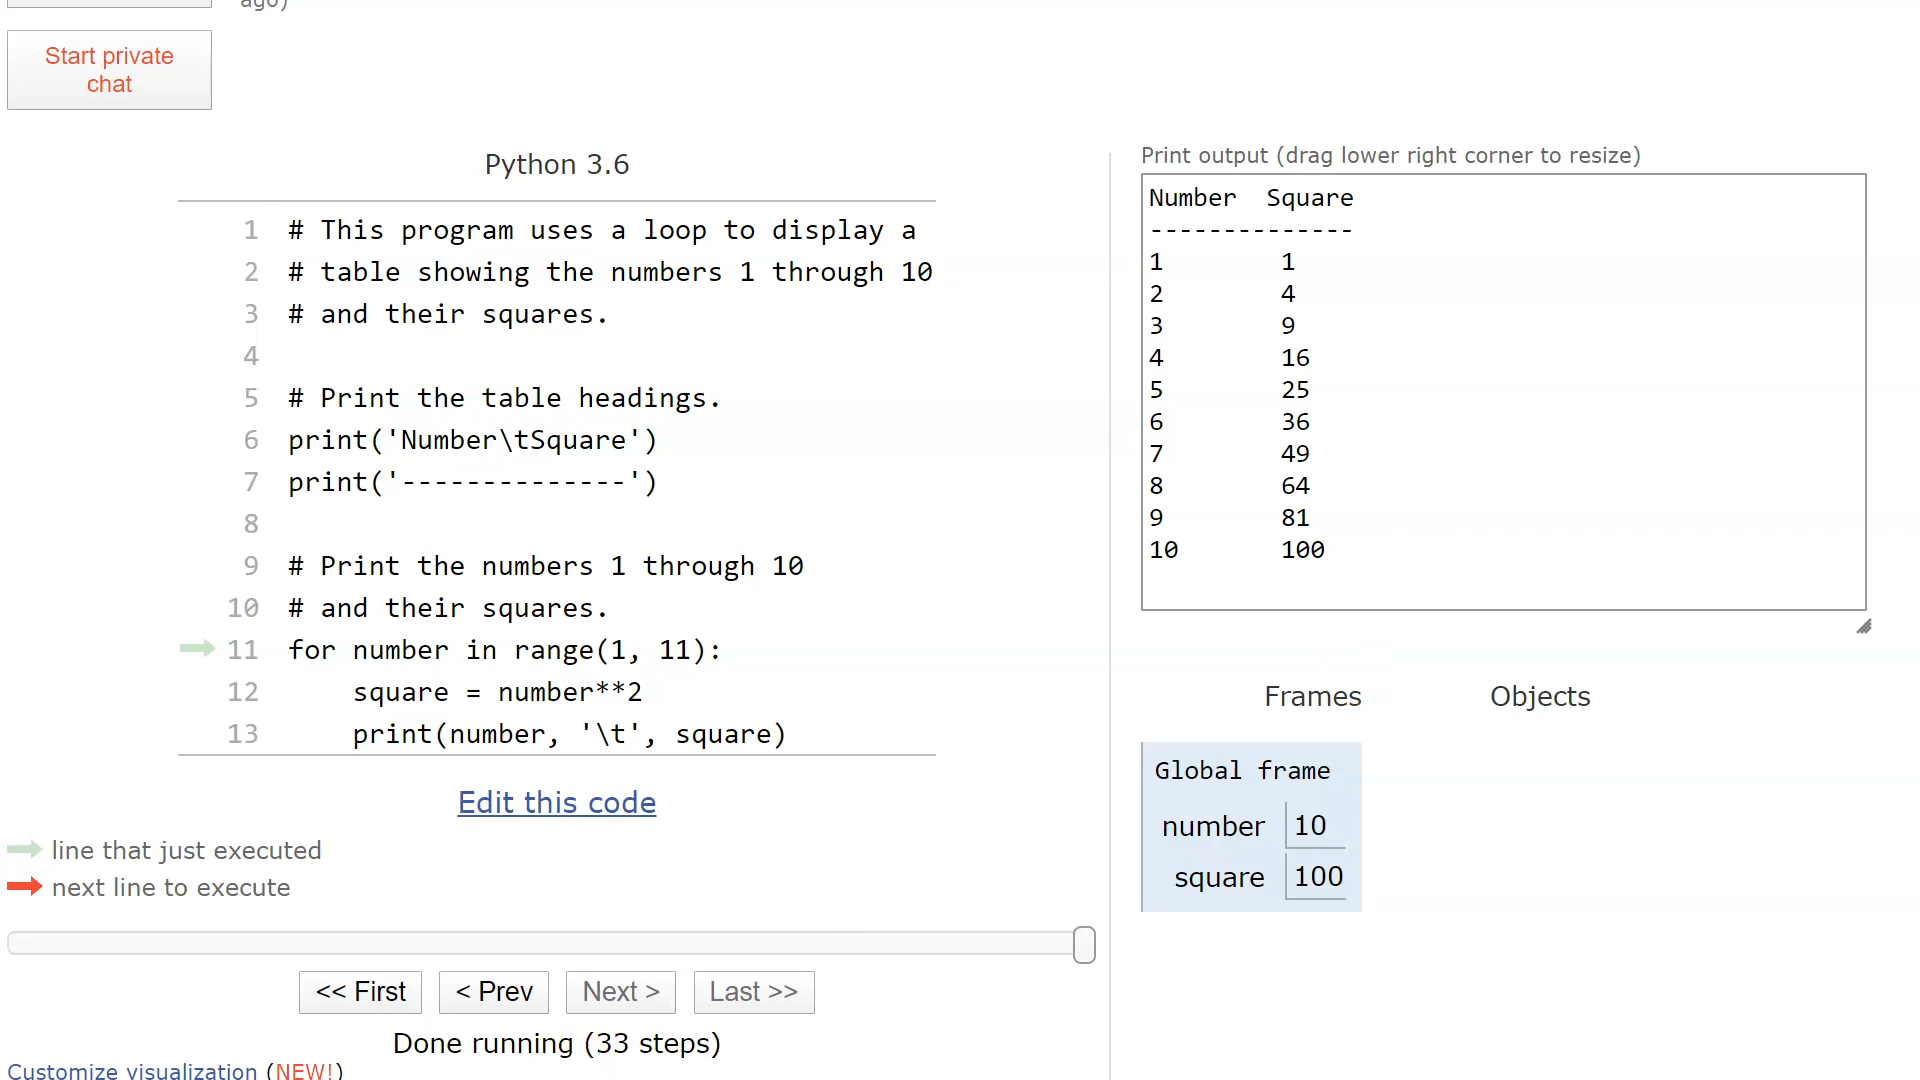 ago)
Start private
chat
Python 3.6
1 # This program uses a loop to display a
2 # table showing the numbers 1 through 10
3 # and their squares.
4
5 # Print the table headings.
6 print('Number\tSquare')
7 print('--------------')
8
9 # Print the numbers 1 through 10
10 # and their squares.
11 for number in range(1, 11):
12     square = number**2
13     print(number, '\t', square)
Edit this code
line that just executed
next line to execute
<< First < Prev Next > Last >>
Done running (33 steps)
Customize visualization (NEW!)
Print output (drag lower right corner to resize)
Number  Square
--------------
1        1
2        4
3        9
4        16
5        25
6        36
7        49
8        64
9        81
10       100
Frames Objects
Global frame
number 10
square 100